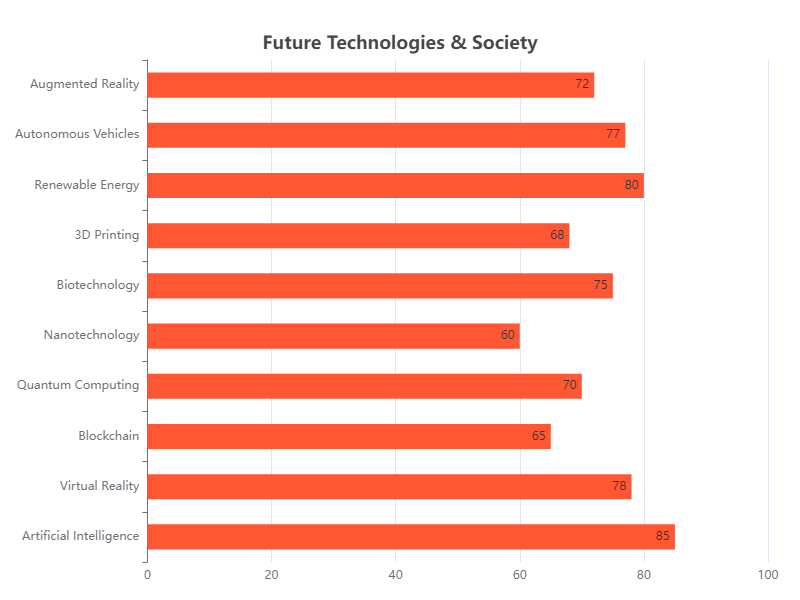 Future Technologies & Society
Augmented Reality 72
Autonomous Vehicles 77
Renewable Energy 80
3D Printing 68
Biotechnology 75
Nanotechnology 60
Quantum Computing 70
Blockchain 65
Virtual Reality 78
Artificial Intelligence 85
0 20 40 60 80 100